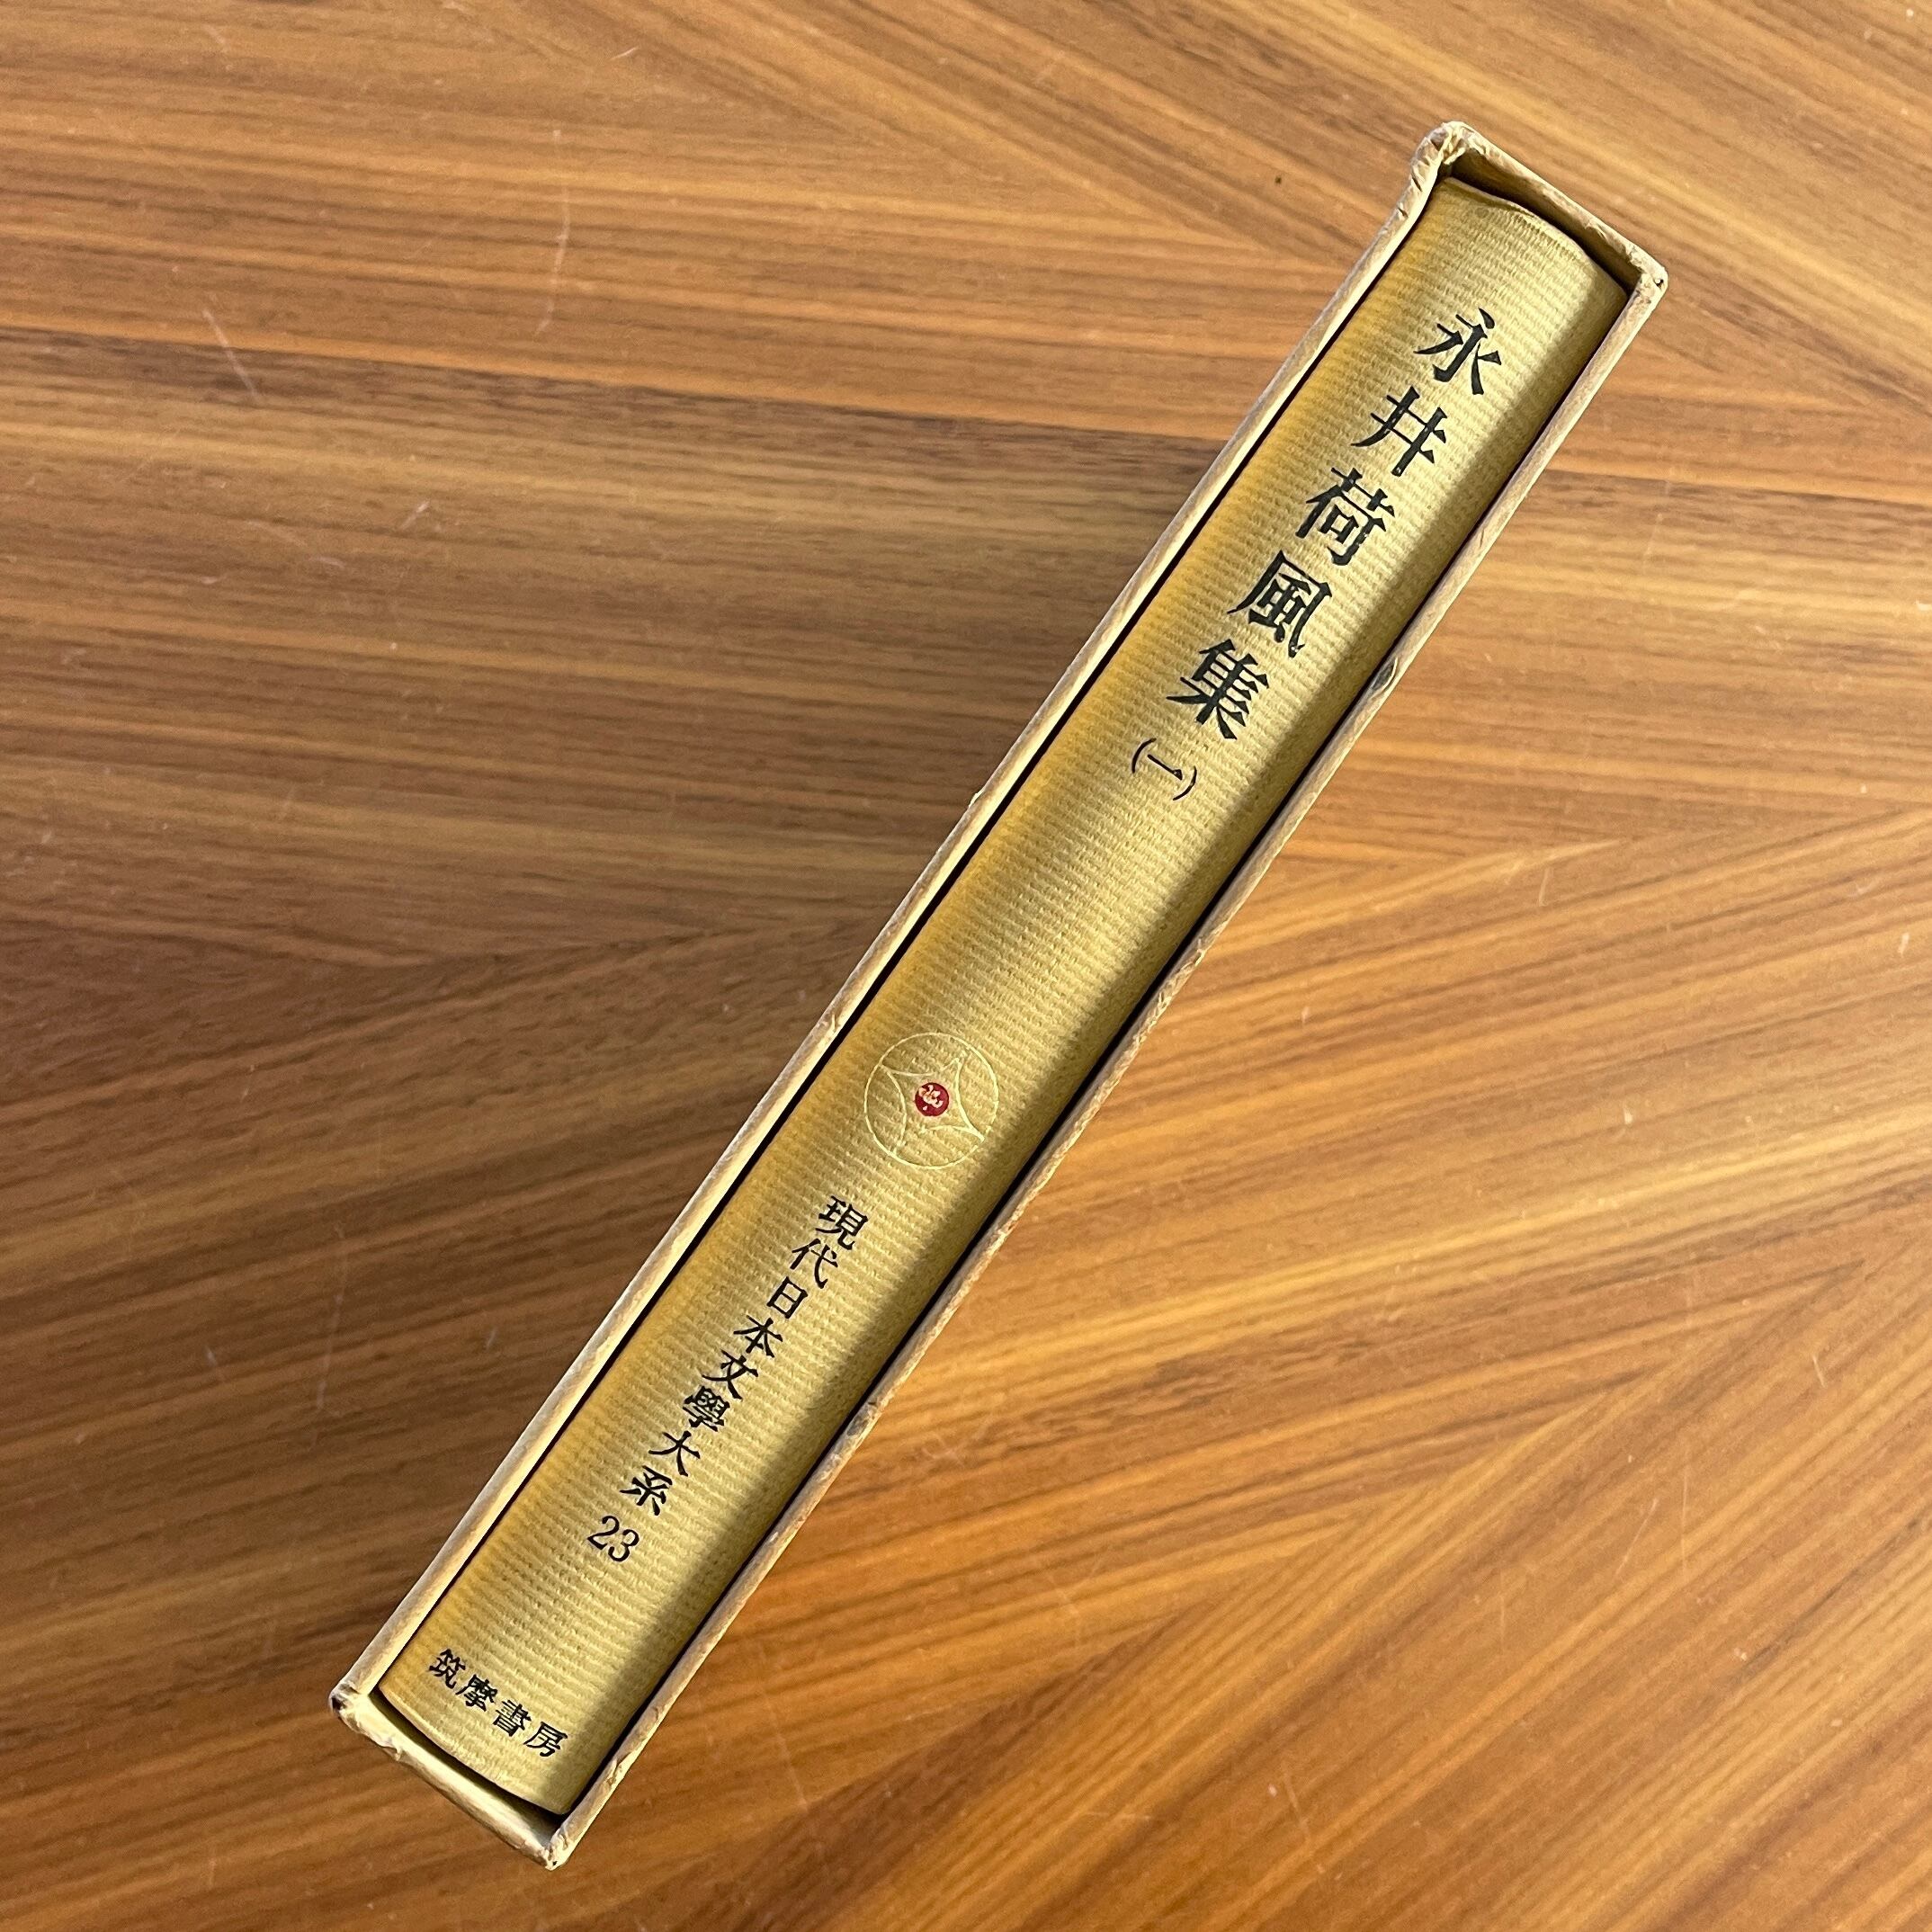 永井荷風集(一)
現代日本文學大系 23
筑摩書房